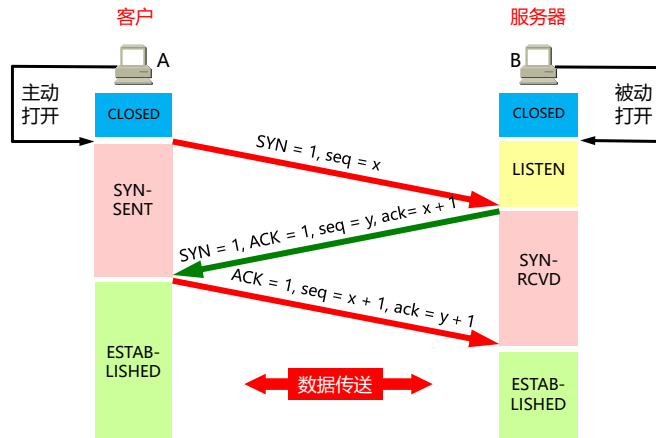 客户
服务器
A
B
主动
打开
被动
打开
CLOSED
CLOSED
SYN = 1, seq = x
LISTEN
SYN-
SENT
SYN = 1, ACK = 1, seq = y, ack= x + 1
SYN-
RCVD
ACK = 1, seq = x + 1, ack = y + 1
ESTAB-
LISHED
数据传送
ESTAB-
LISHED